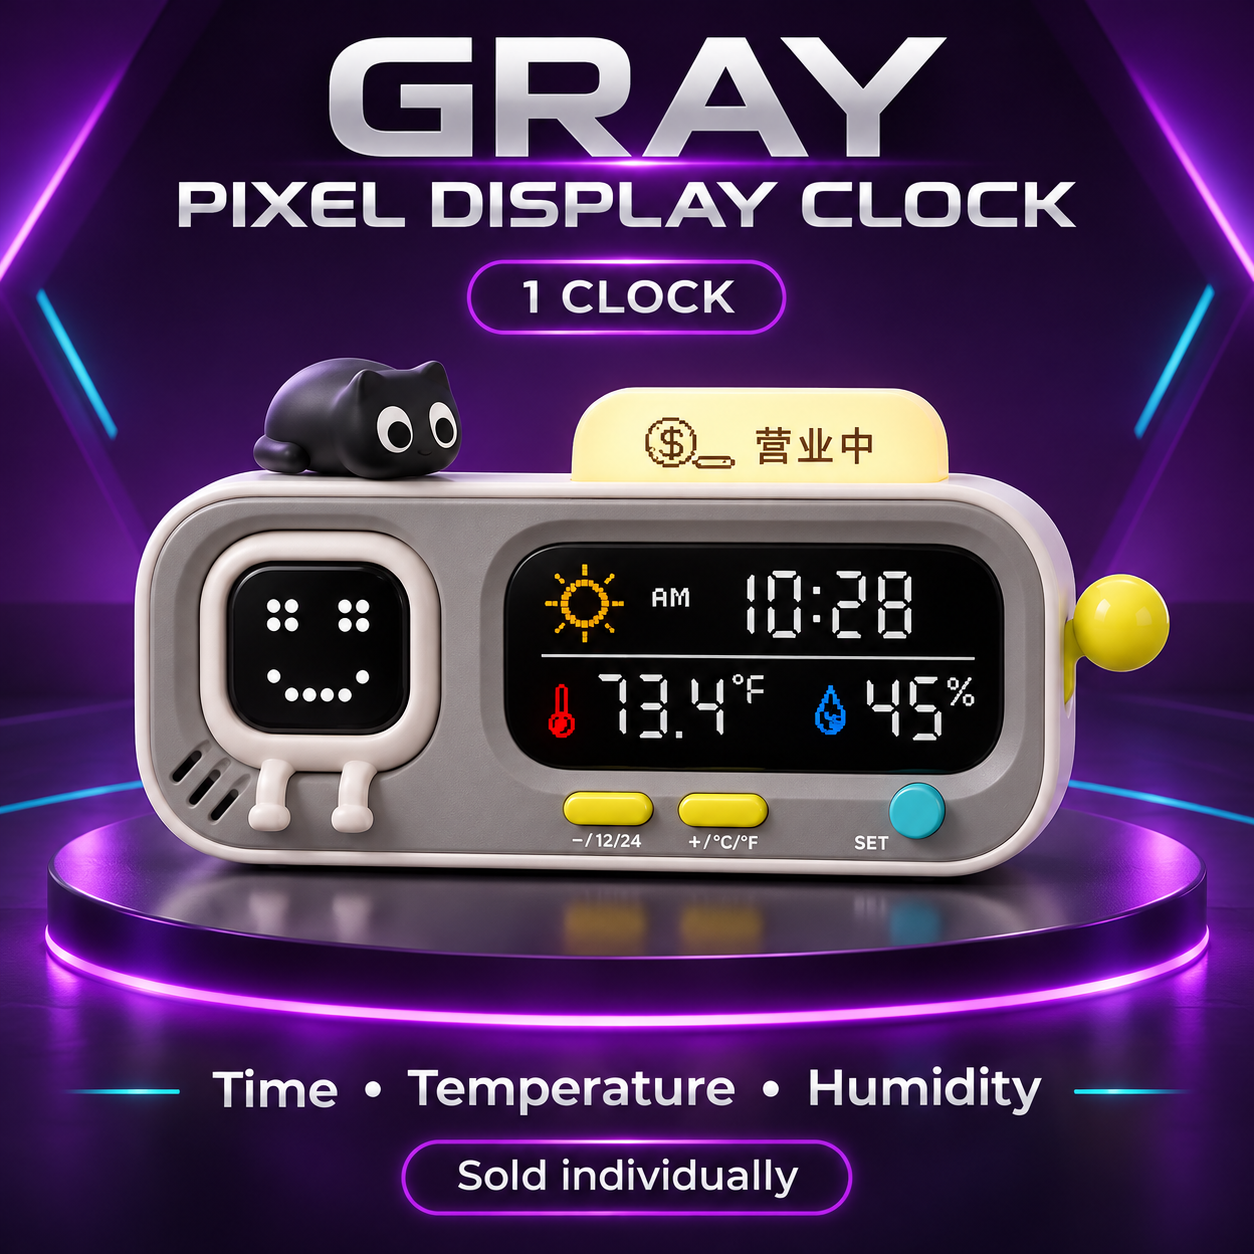 GRAY
PIXEL DISPLAY CLOCK
1 CLOCK
$ 营业中
AM 10:28
73.4°F 45%
−/12/24 +/°C/°F SET
Time • Temperature • Humidity
Sold individually